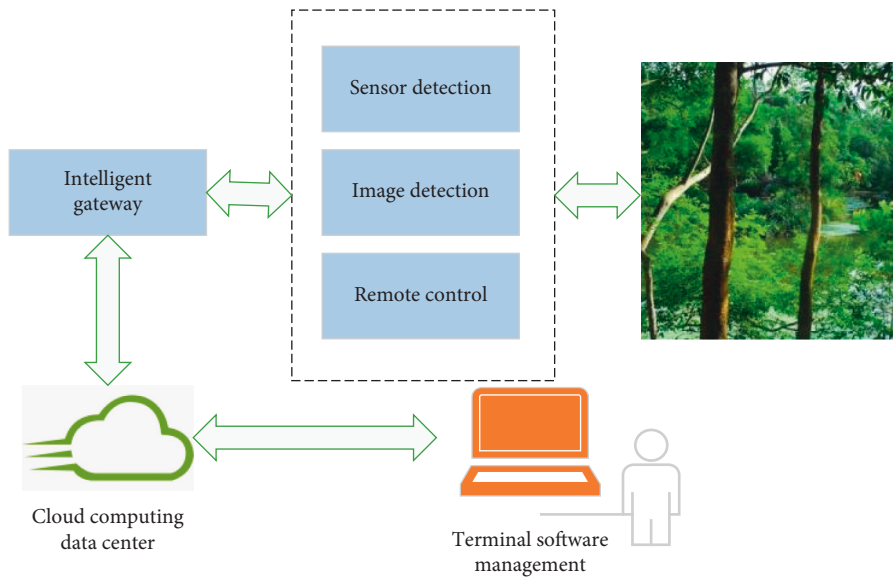 Sensor detection
Intelligent
gateway
Image detection
Remote control
Cloud computing
data center
Terminal software
management